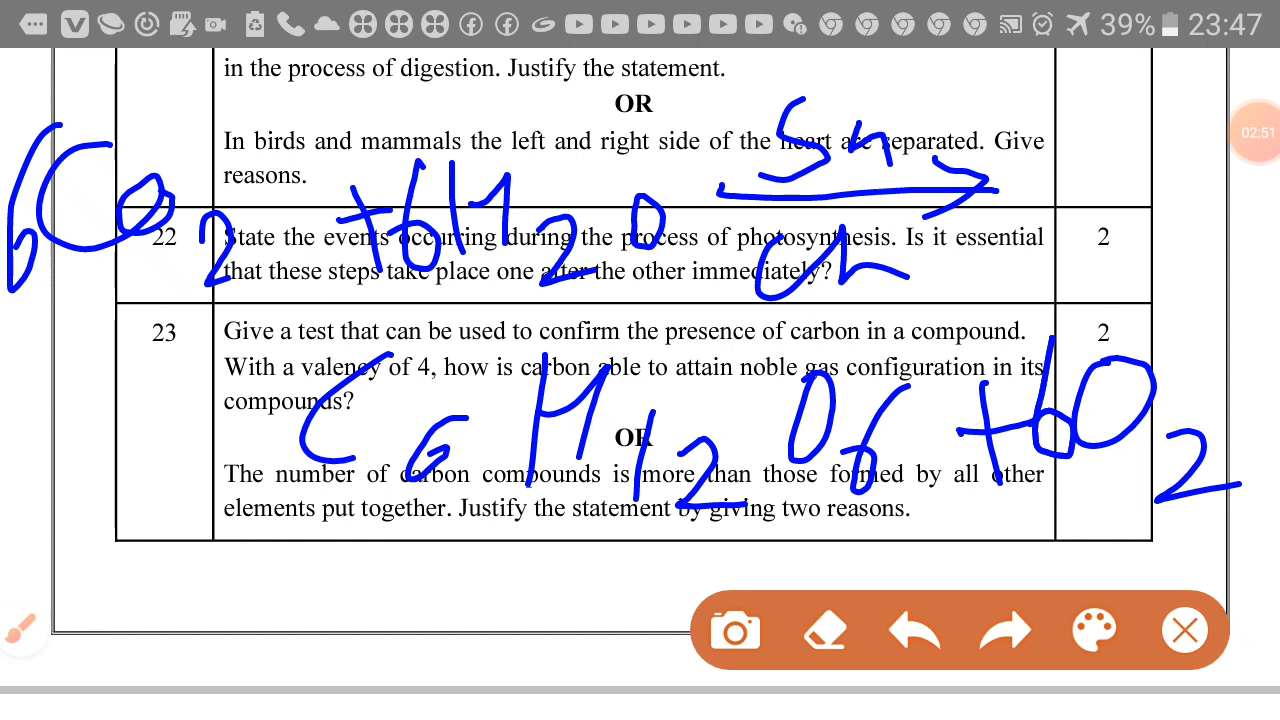 39% 23:47
in the process of digestion. Justify the statement.
OR
In birds and mammals the left and right side of the heart are separated. Give
reasons.
22 State the events occurring during the process of photosynthesis. Is it essential 2
that these steps take place one after the other immediately?
23 Give a test that can be used to confirm the presence of carbon in a compound. 2
With a valency of 4, how is carbon able to attain noble gas configuration in its
compounds?
OR
The number of carbon compounds is more than those formed by all other
elements put together. Justify the statement by giving two reasons.
02:51
6CO2 + 6H2O
Sn
Ch
C6H12O6 + 6O2